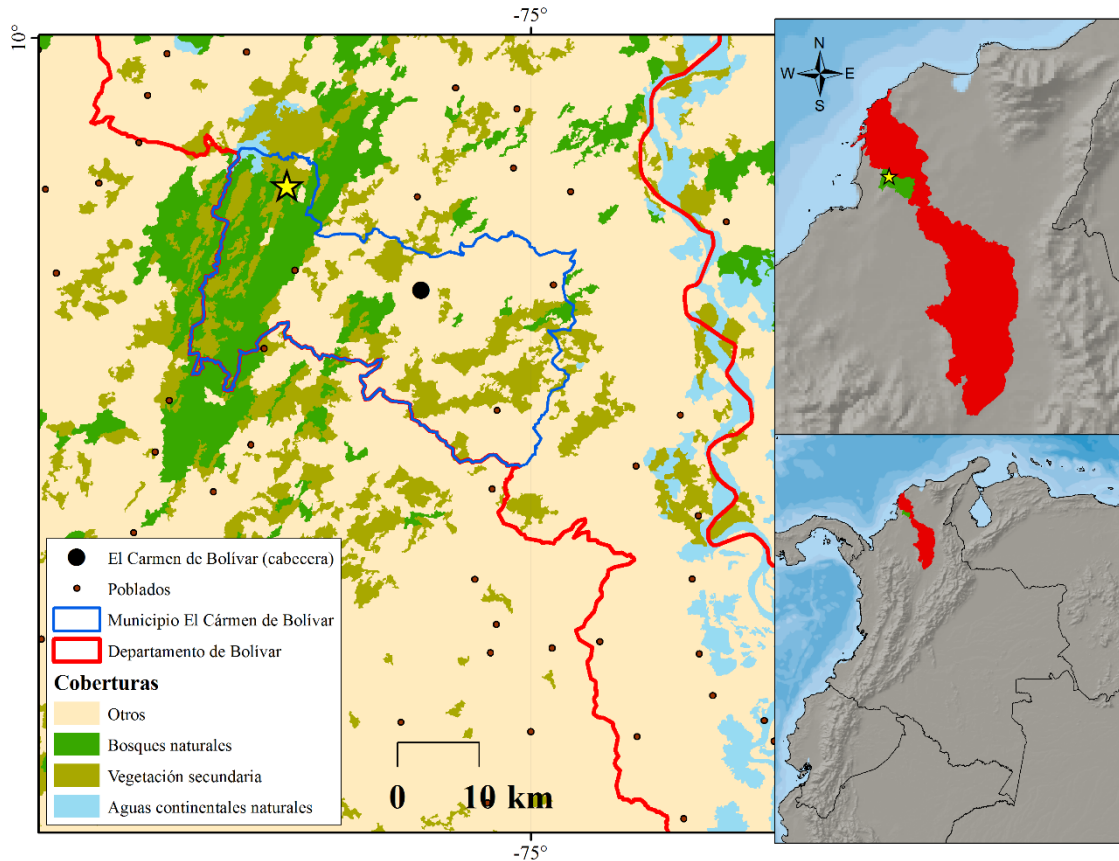 -75°
10°
N
W E
S
El Carmen de Bolívar (cabecera)
Poblados
Municipio El Cármen de Bolívar
Departamento de Bolívar
Coberturas
Otros
Bosques naturales
Vegetación secundaria
Aguas continentales naturales
0 10 km
-75°